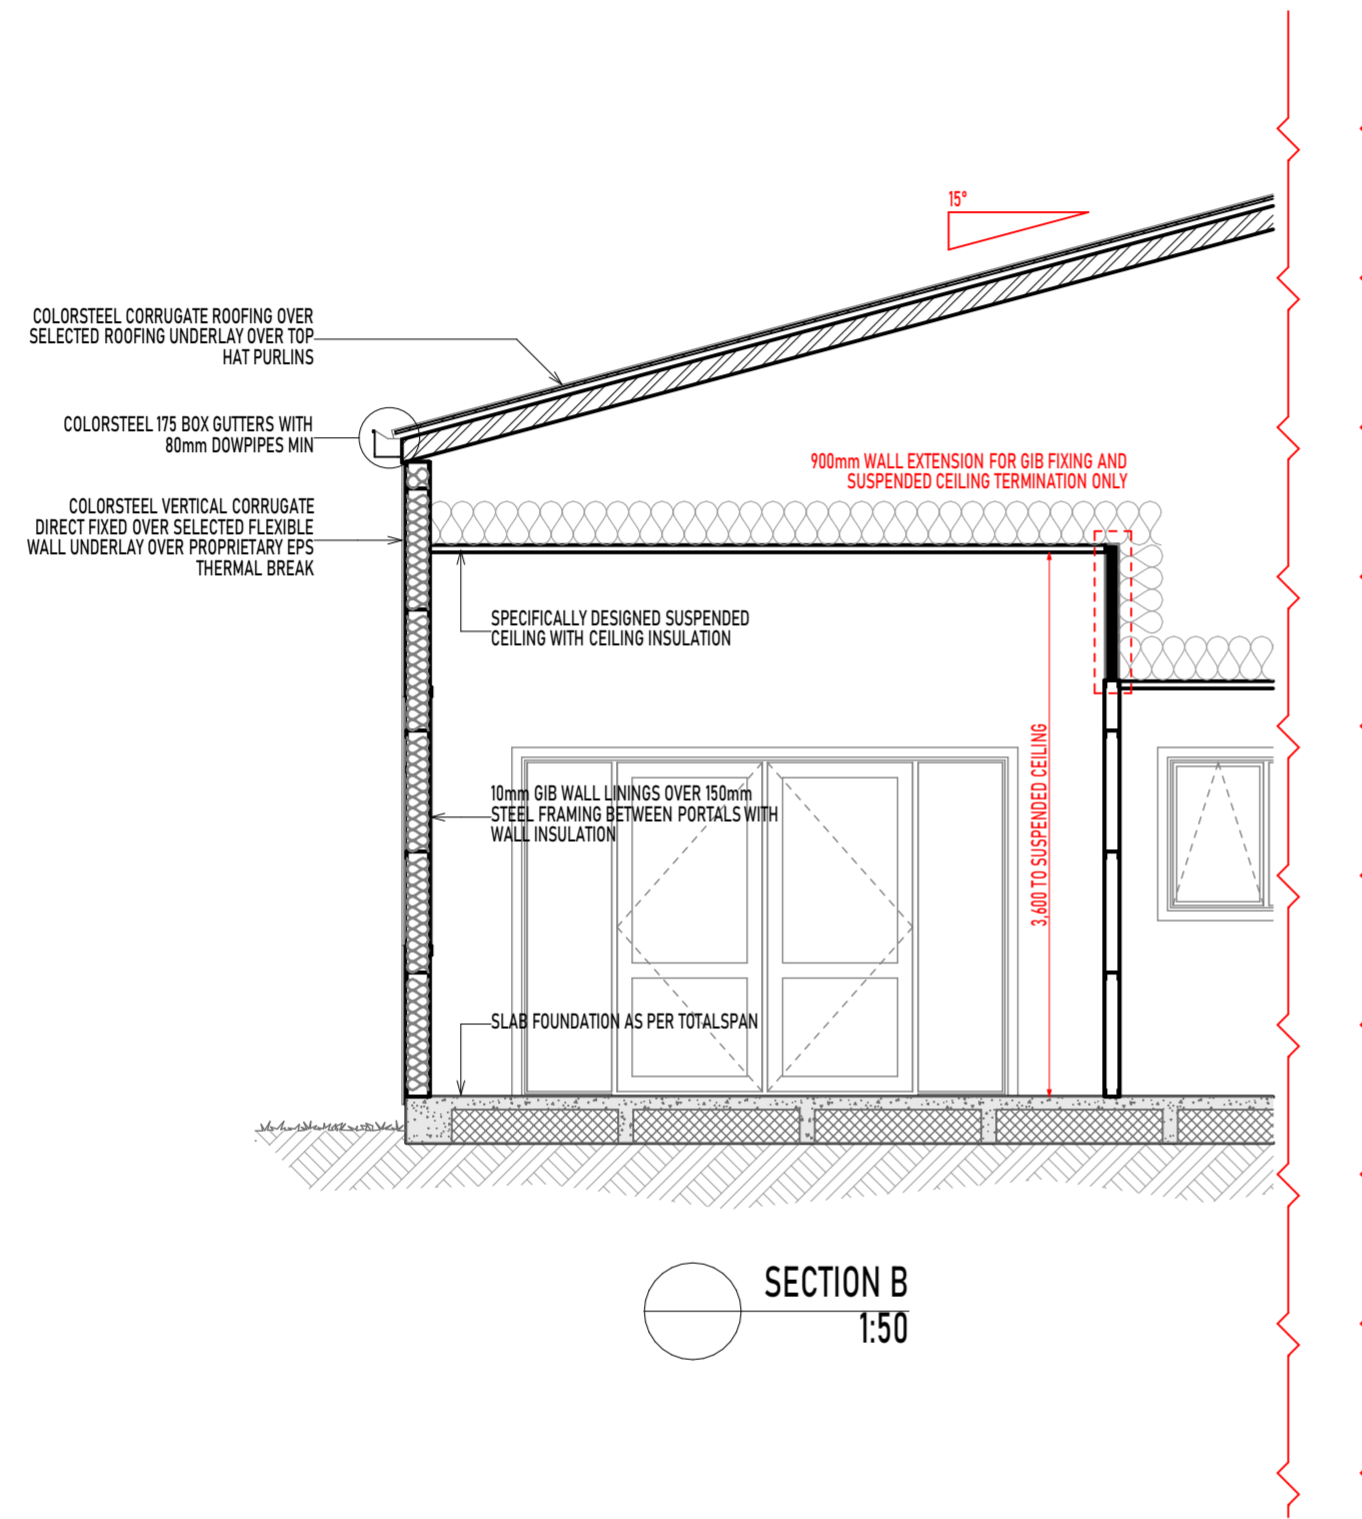 15°
COLORSTEEL CORRUGATE ROOFING OVER
SELECTED ROOFING UNDERLAY OVER TOP
HAT PURLINS
COLORSTEEL 175 BOX GUTTERS WITH
80mm DOWPIPES MIN
900mm WALL EXTENSION FOR GIB FIXING AND
SUSPENDED CEILING TERMINATION ONLY
COLORSTEEL VERTICAL CORRUGATE
DIRECT FIXED OVER SELECTED FLEXIBLE
WALL UNDERLAY OVER PROPRIETARY EPS
THERMAL BREAK
SPECIFICALLY DESIGNED SUSPENDED
CEILING WITH CEILING INSULATION
3,600 TO SUSPENDED CEILING
10mm GIB WALL LININGS OVER 150mm
STEEL FRAMING BETWEEN PORTALS WITH
WALL INSULATION
SLAB FOUNDATION AS PER TOTALSPAN
SECTION B
1:50